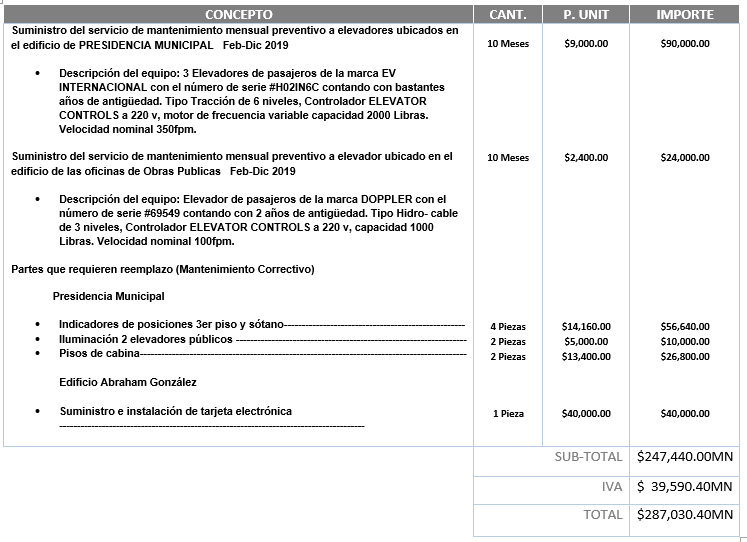 CONCEPTO CANT. P. UNIT IMPORTE
Suministro del servicio de mantenimiento mensual preventivo a elevadores ubicados en
el edificio de PRESIDENCIA MUNICIPAL Feb-Dic 2019 10 Meses $9,000.00 $90,000.00
• Descripción del equipo: 3 Elevadores de pasajeros de la marca EV
INTERNACIONAL con el número de serie #H02IN6C contando con bastantes
años de antigüedad. Tipo Tracción de 6 niveles, Controlador ELEVATOR
CONTROLS a 220 v, motor de frecuencia variable capacidad 2000 Libras.
Velocidad nominal 350fpm.
Suministro del servicio de mantenimiento mensual preventivo a elevador ubicado en el 10 Meses $2,400.00 $24,000.00
edificio de las oficinas de Obras Publicas Feb-Dic 2019
• Descripción del equipo: Elevador de pasajeros de la marca DOPPLER con el
número de serie #69549 contando con 2 años de antigüedad. Tipo Hidro- cable
de 3 niveles, Controlador ELEVATOR CONTROLS a 220 v, capacidad 1000
Libras. Velocidad nominal 100fpm.
Partes que requieren reemplazo (Mantenimiento Correctivo)
Presidencia Municipal
• Indicadores de posiciones 3er piso y sótano---------------------------------------------------- 4 Piezas $14,160.00 $56,640.00
• Iluminación 2 elevadores públicos ------------------------------------------------------------------ 2 Piezas $5,000.00 $10,000.00
• Pisos de cabina--------------------------------------------------------------------------------------------- 2 Piezas $13,400.00 $26,800.00
Edificio Abraham González
• Suministro e instalación de tarjeta electrónica 1 Pieza $40,000.00 $40,000.00
---------------------------------------------------------------------------------------
SUB-TOTAL $247,440.00MN
IVA $ 39,590.40MN
TOTAL $287,030.40MN